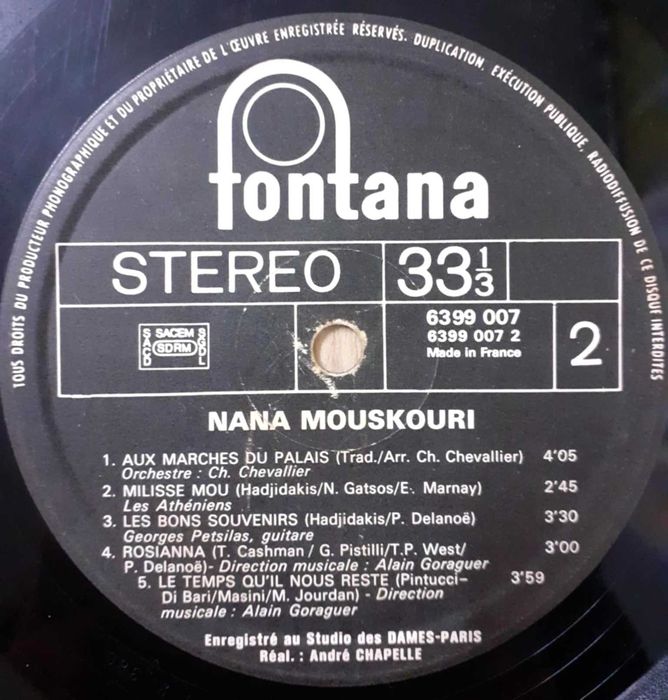 TOUS DROITS DU PRODUCTEUR PHONOGRAPHIQUE ET DU PROPRIÉTAIRE DE L'ŒUVRE ENREGISTRÉE RÉSERVÉS. DUPLICATION, EXÉCUTION PUBLIQUE, RADIODIFFUSION DE CE DISQUE INTERDITES
fontana
STEREO 33 1/3
SACD SACEM SDRM SGDL
6399 007
6399 007 2
Made in France
2
NANA MOUSKOURI
1. AUX MARCHES DU PALAIS (Trad./Arr. Ch. Chevallier) 4'05
Orchestre : Ch. Chevallier
2. MILISSE MOU (Hadjidakis/N. Gatsos/E. Marnay) 2'45
Les Athéniens
3. LES BONS SOUVENIRS (Hadjidakis/P. Delanoë) 3'30
Georges Petsilas, guitare
4. ROSIANNA (T. Cashman / G. Pistilli/T.P. West/ 3'00
P. Delanoë)- Direction musicale : Alain Goraguer
5. LE TEMPS QU'IL NOUS RESTE (Pintucci- 3'59
Di Bari/Masini/M. Jourdan) - Direction
musicale : Alain Goraguer
Enregistré au Studio des DAMES-PARIS
Réal. : André CHAPELLE